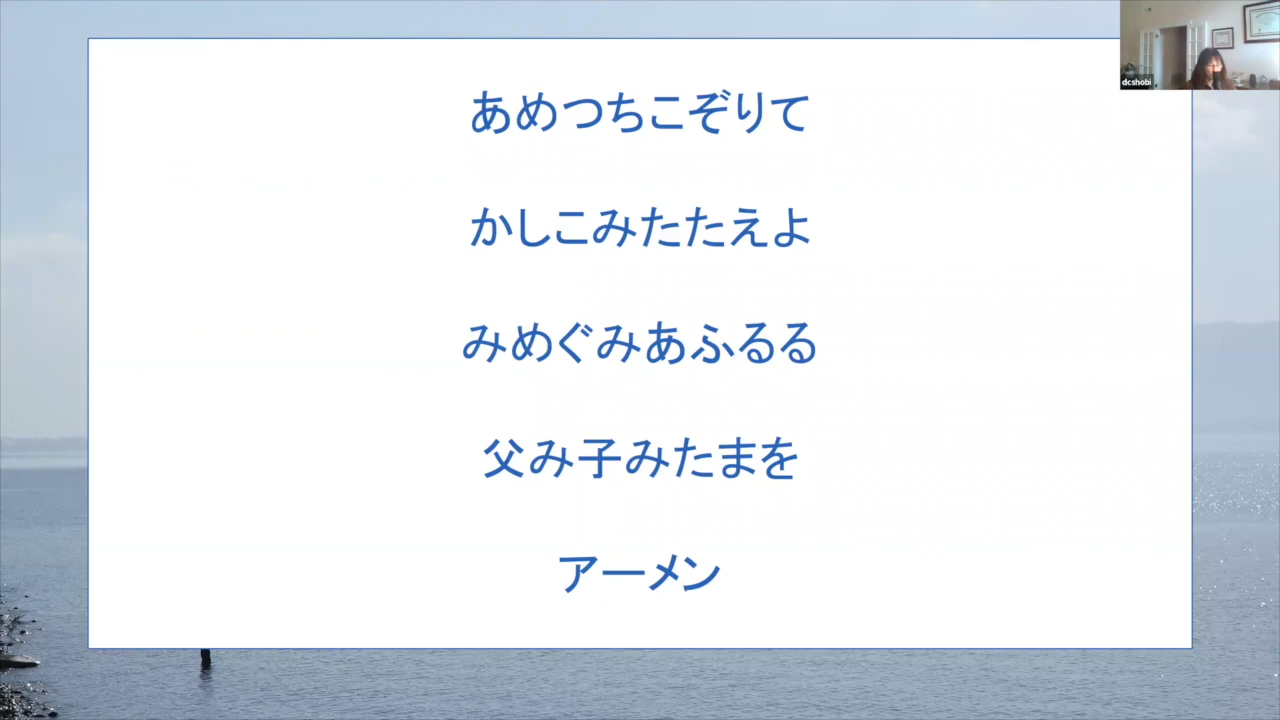 dcshobi
あめつちこぞりて
かしこみたたえよ
みめぐみあふるる
父み子みたまを
アーメン